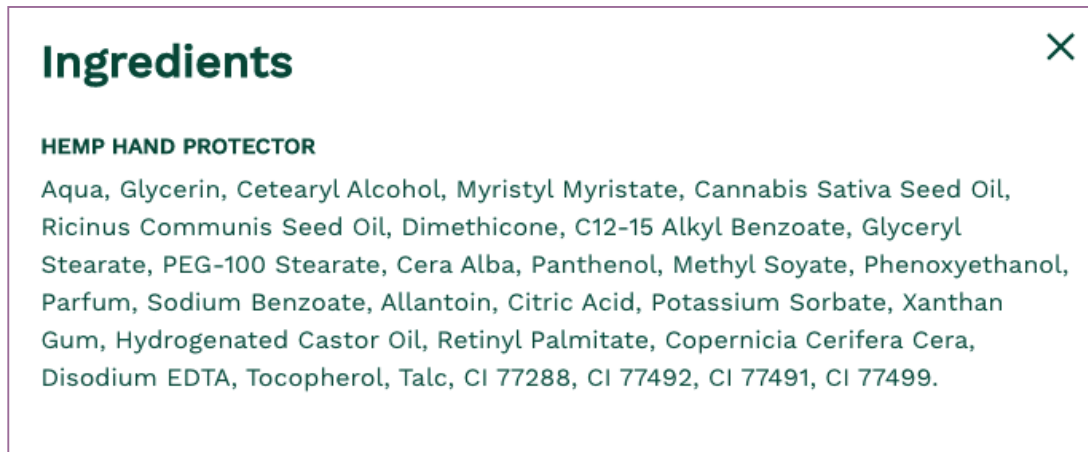 Ingredients
HEMP HAND PROTECTOR
Aqua, Glycerin, Cetearyl Alcohol, Myristyl Myristate, Cannabis Sativa Seed Oil,
Ricinus Communis Seed Oil, Dimethicone, C12-15 Alkyl Benzoate, Glyceryl
Stearate, PEG-100 Stearate, Cera Alba, Panthenol, Methyl Soyate, Phenoxyethanol,
Parfum, Sodium Benzoate, Allantoin, Citric Acid, Potassium Sorbate, Xanthan
Gum, Hydrogenated Castor Oil, Retinyl Palmitate, Copernicia Cerifera Cera,
Disodium EDTA, Tocopherol, Talc, CI 77288, CI 77492, CI 77491, CI 77499.